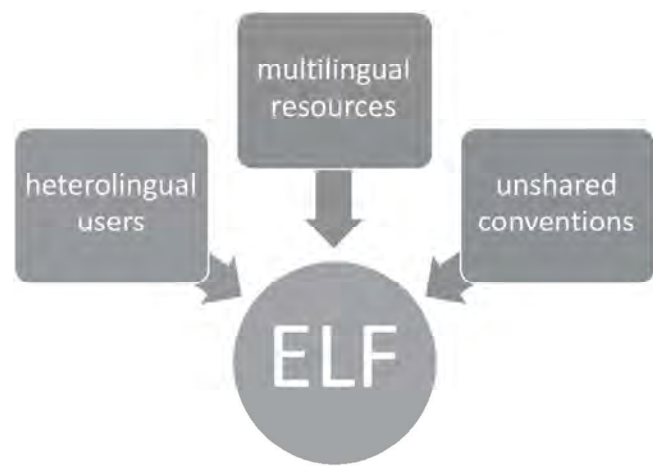 multilingual
resources
heterolingual
users
unshared
conventions
ELF